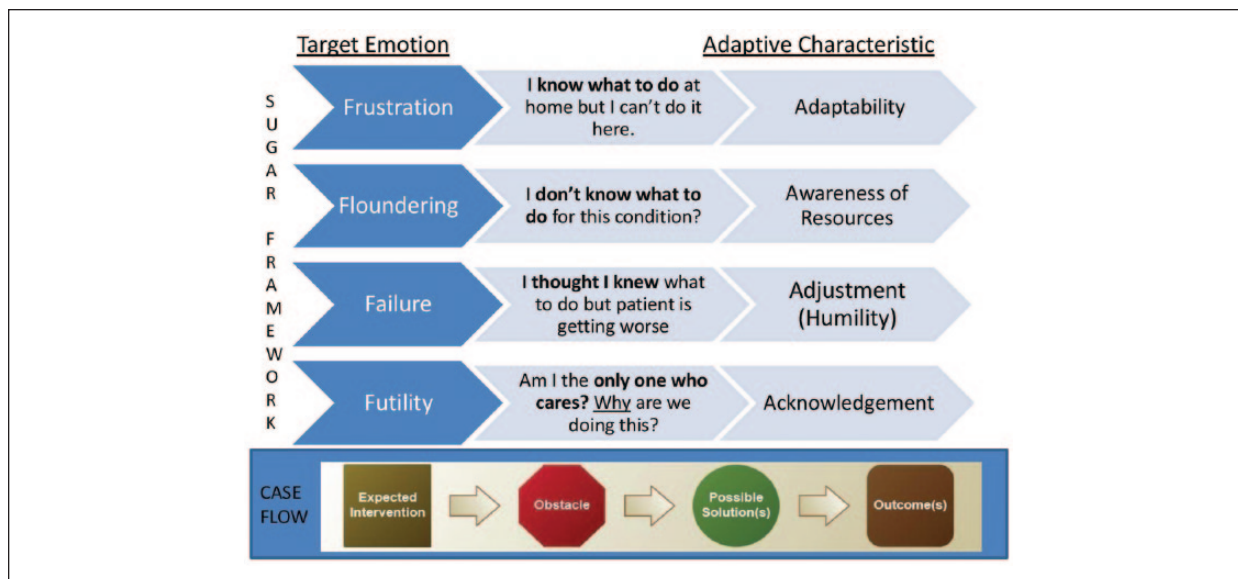 Target Emotion
Adaptive Characteristic
SUGAR FRAMEWORK
Frustration
I know what to do at
home but I can't do it
here.
Adaptability
Floundering
I don't know what to
do for this condition?
Awareness of
Resources
Failure
I thought I knew what
to do but patient is
getting worse
Adjustment
(Humility)
Futility
Am I the only one who
cares? Why are we
doing this?
Acknowledgement
CASE
FLOW
Expected
Intervention
Obstacle
Possible
Solution(s)
Outcome(s)